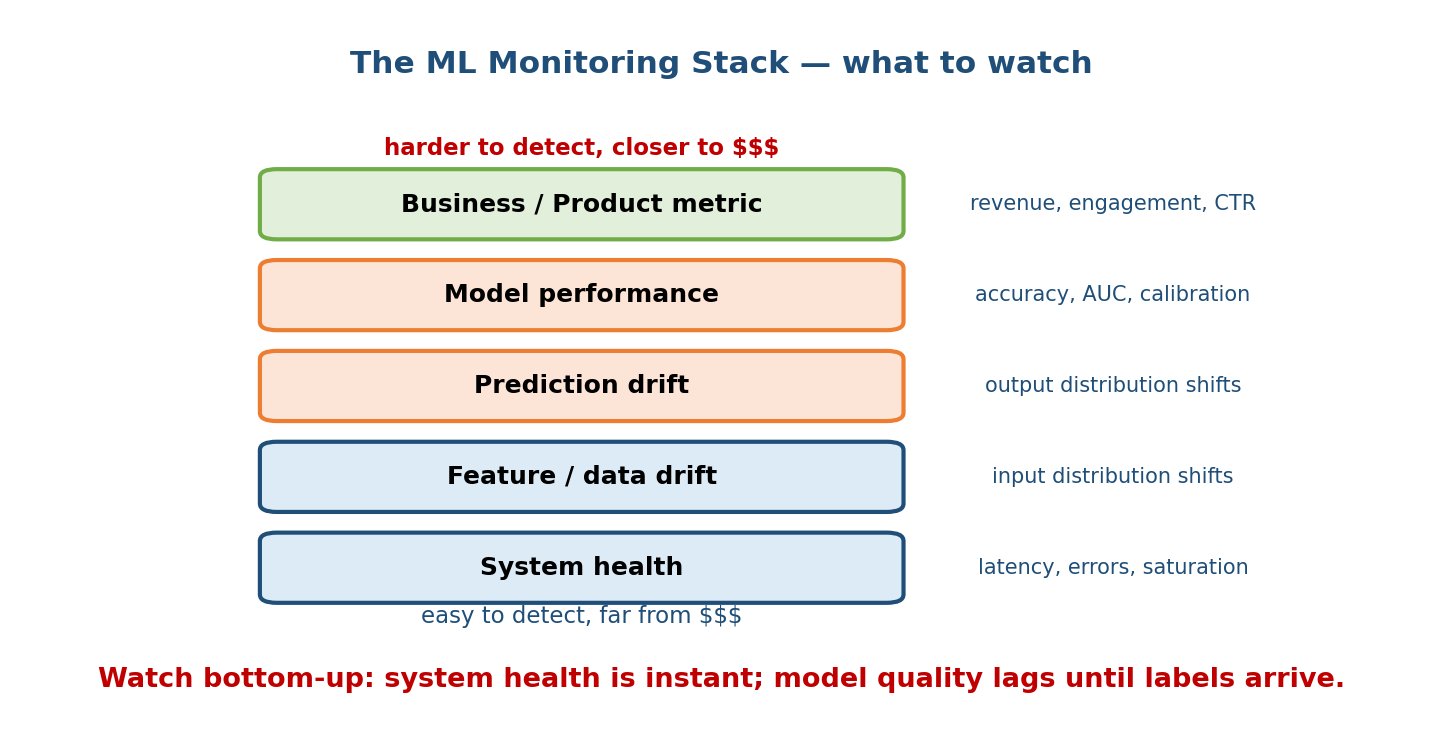 The ML Monitoring Stack — what to watch
harder to detect, closer to $$$
Business / Product metric
revenue, engagement, CTR
Model performance
accuracy, AUC, calibration
Prediction drift
output distribution shifts
Feature / data drift
input distribution shifts
System health
latency, errors, saturation
easy to detect, far from $$$
Watch bottom-up: system health is instant; model quality lags until labels arrive.